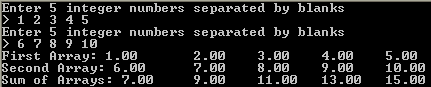 Enter 5 integer numbers separated by blanks
> 1 2 3 4 5
Enter 5 integer numbers separated by blanks
> 6 7 8 9 10
First Array: 1.00 2.00 3.00 4.00 5.00
Second Array: 6.00 7.00 8.00 9.00 10.00
Sum of Arrays: 7.00 9.00 11.00 13.00 15.00